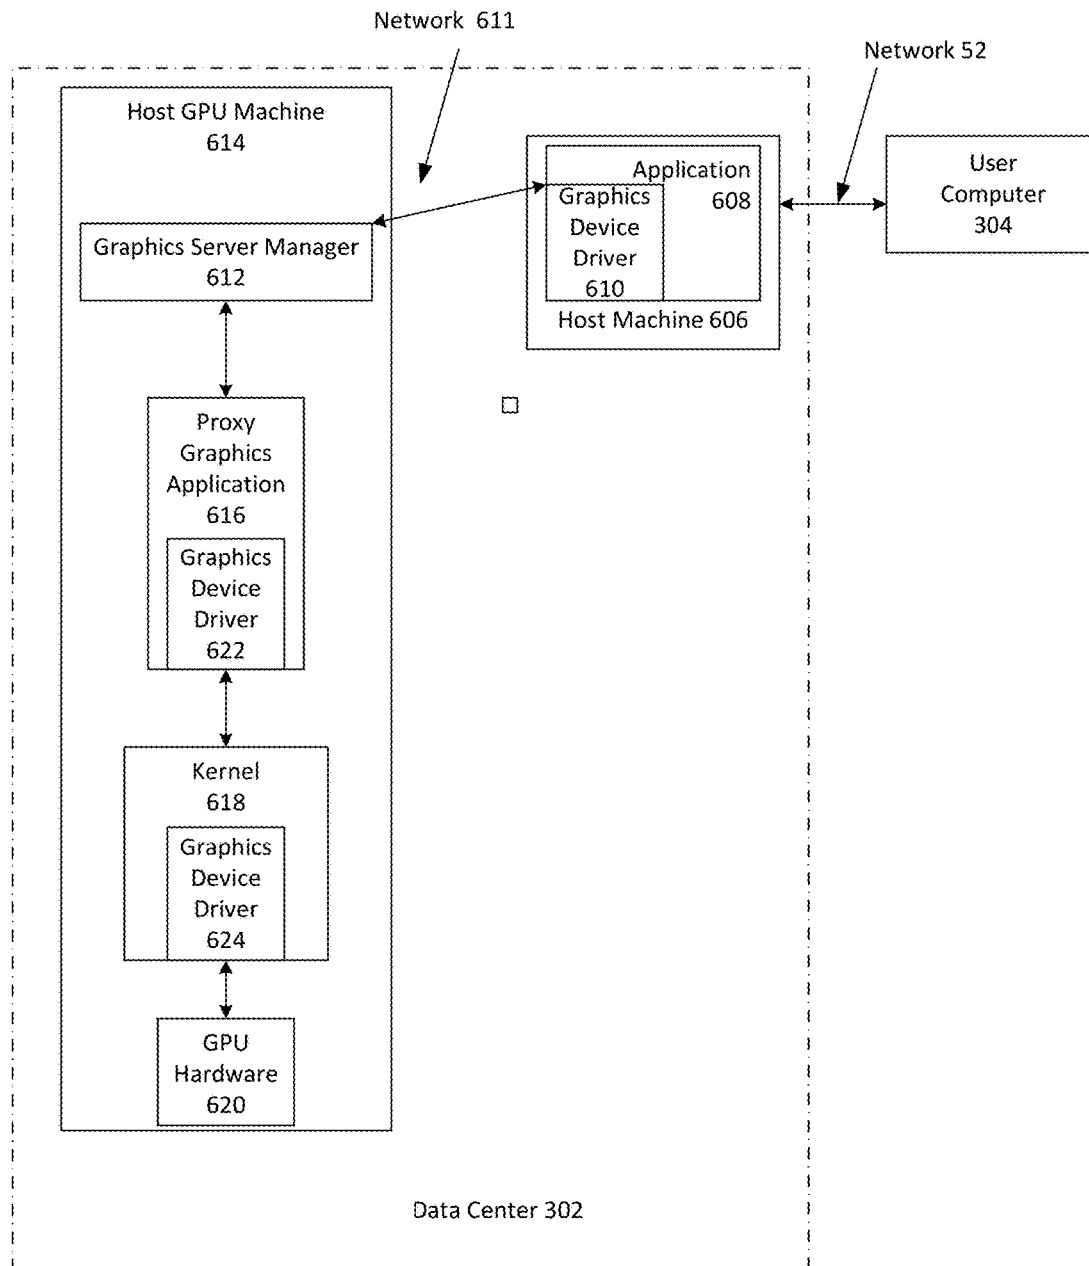 Network 611
Network 52
Host GPU Machine
614
Graphics Server Manager
612
Proxy
Graphics
Application
616
Graphics
Device
Driver
622
Kernel
618
Graphics
Device
Driver
624
GPU
Hardware
620
Application
608
Graphics
Device
Driver
610
Host Machine 606
User
Computer
304
Data Center 302